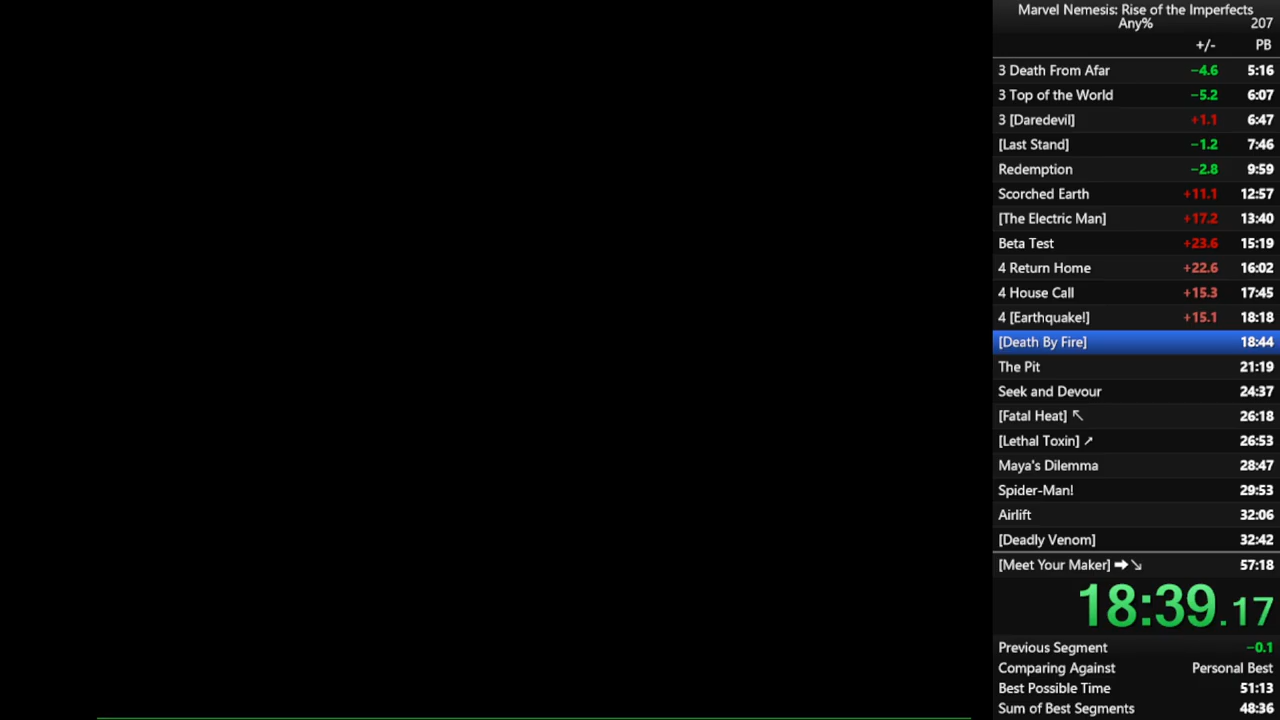 Marvel Nemesis: Rise of the Imperfects
Any% 207
+/- PB
3 Death From Afar −4.6 5:16
3 Top of the World −5.2 6:07
3 [Daredevil] +1.1 6:47
[Last Stand] −1.2 7:46
Redemption −2.8 9:59
Scorched Earth +11.1 12:57
[The Electric Man] +17.2 13:40
Beta Test +23.6 15:19
4 Return Home +22.6 16:02
4 House Call +15.3 17:45
4 [Earthquake!] +15.1 18:18
[Death By Fire] 18:44
The Pit 21:19
Seek and Devour 24:37
[Fatal Heat] ↖ 26:18
[Lethal Toxin] ↗ 26:53
Maya's Dilemma 28:47
Spider-Man! 29:53
Airlift 32:06
[Deadly Venom] 32:42
[Meet Your Maker] ➡↘ 57:18
18:39.17
Previous Segment −0.1
Comparing Against Personal Best
Best Possible Time 51:13
Sum of Best Segments 48:36